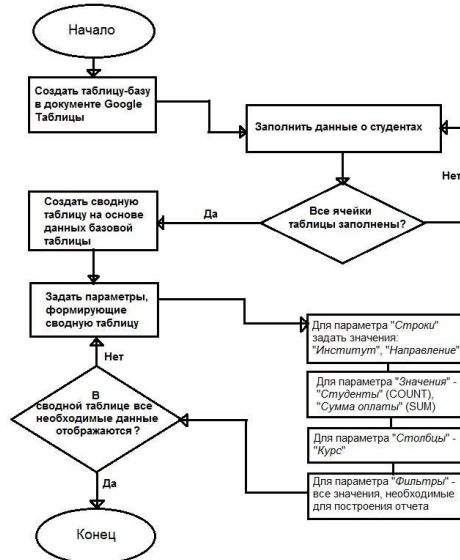 Начало
Создать таблицу-базу
в документе Google
Таблицы
Заполнить данные о студентах
Нет
Все ячейки
таблицы заполнены?
Да
Создать сводную
таблицу на основе
данных базовой
таблицы
Задать параметры,
формирующие
сводную таблицу
Для параметра "Строки"
задать значения:
"Институт", "Направление"
Для параметра "Значения" -
"Студенты" (COUNT),
"Сумма оплаты" (SUM)
Для параметра "Столбцы" -
"Курс"
Для параметра "Фильтры" -
все значения, необходимые
для построения отчета
Нет
В
сводной таблице все
необходимые данные
отображаются?
Да
Конец